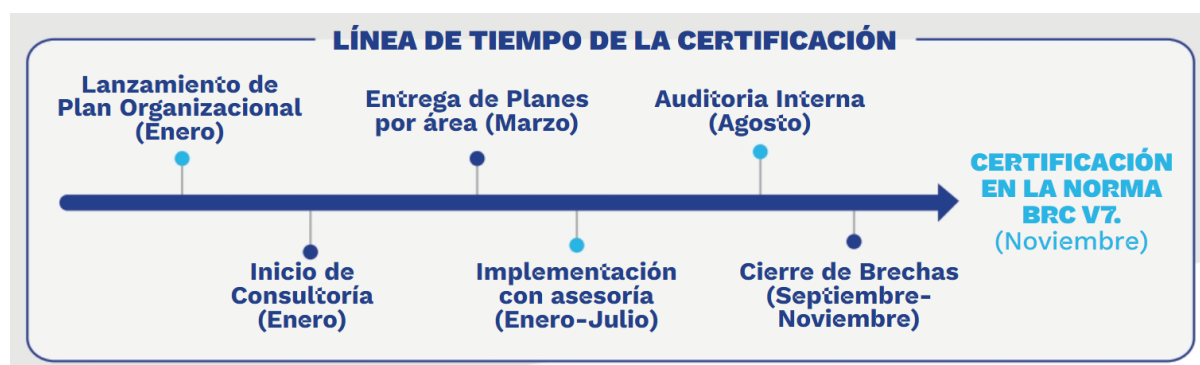 LÍNEA DE TIEMPO DE LA CERTIFICACIÓN
Lanzamiento de
Plan Organizacional
(Enero)
Inicio de
Consultoría
(Enero)
Entrega de Planes
por área (Marzo)
Implementación
con asesoría
(Enero-Julio)
Auditoria Interna
(Agosto)
Cierre de Brechas
(Septiembre-
Noviembre)
CERTIFICACIÓN
EN LA NORMA
BRC V7.
(Noviembre)